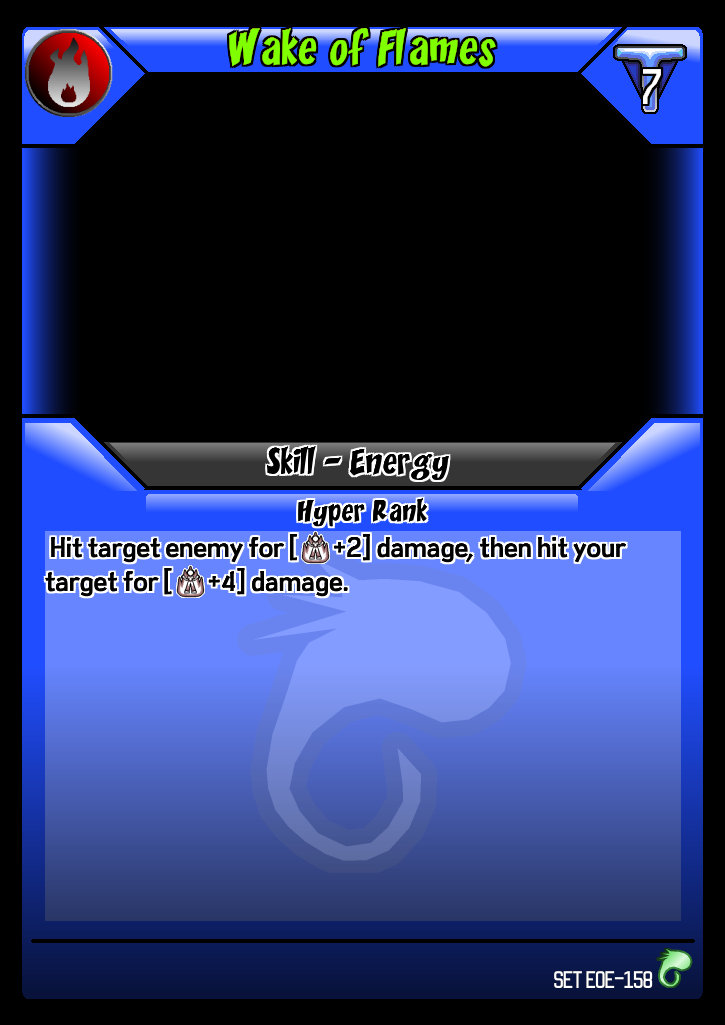 Wake of Flames
7
Skill - Energy
Hyper Rank
Hit target enemy for [ +2] damage, then hit your
target for [ +4] damage.
SET EOE-158